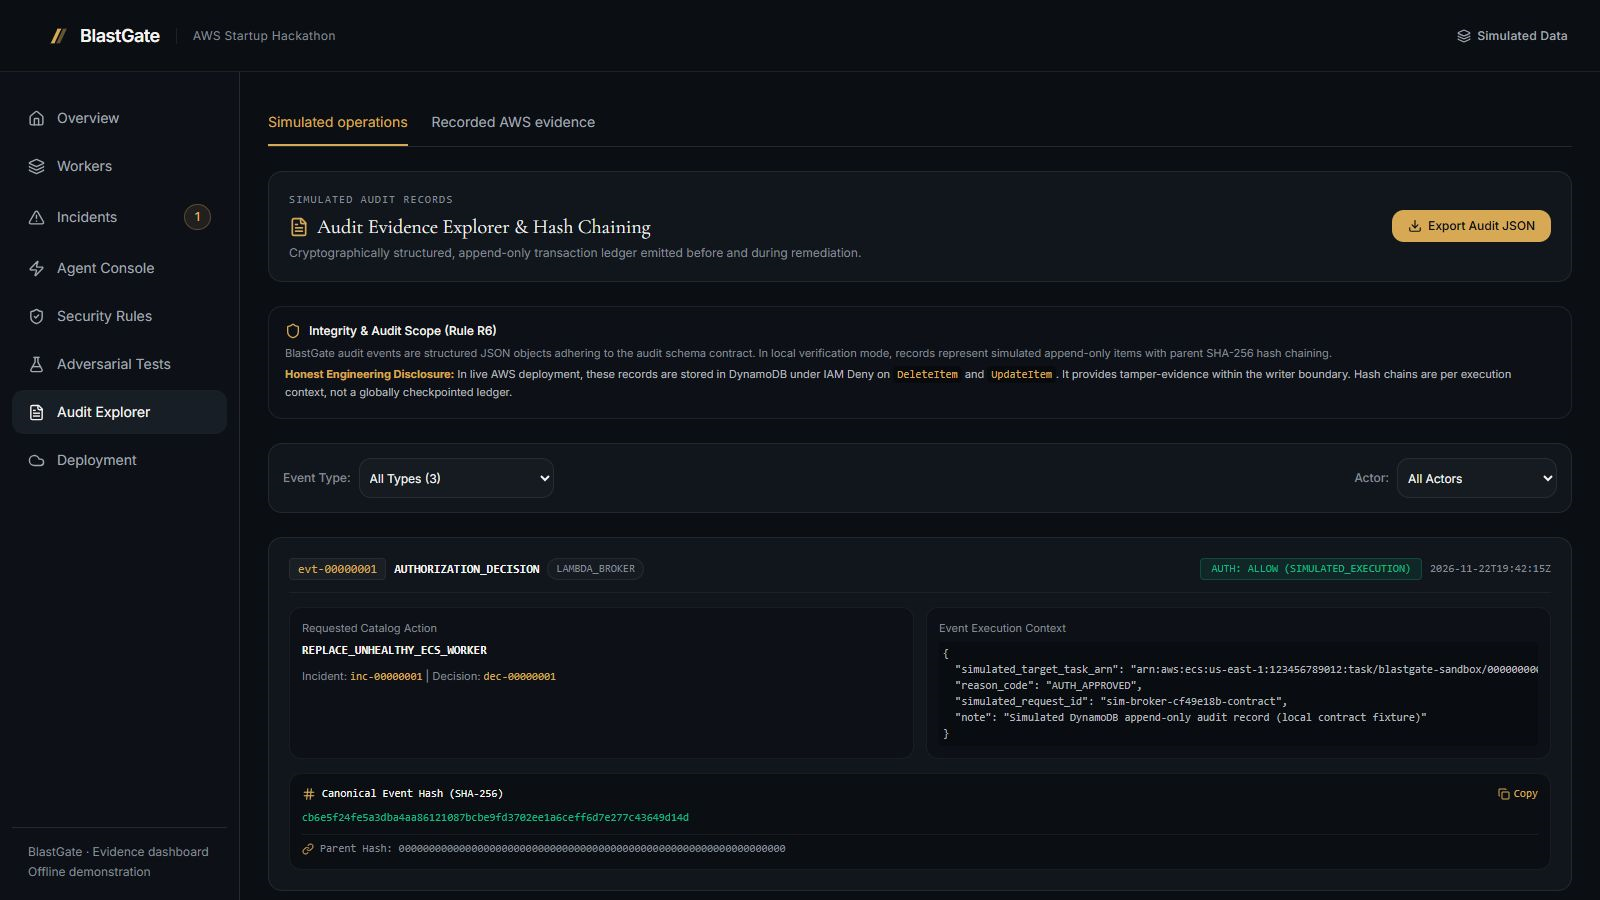 BlastGate
AWS Startup Hackathon
Simulated Data
Overview
Workers
Incidents
1
Agent Console
Security Rules
Adversarial Tests
Audit Explorer
Deployment
BlastGate · Evidence dashboard
Offline demonstration
Simulated operations
Recorded AWS evidence
SIMULATED AUDIT RECORDS
Audit Evidence Explorer & Hash Chaining
Cryptographically structured, append-only transaction ledger emitted before and during remediation.
Export Audit JSON
Integrity & Audit Scope (Rule R6)
BlastGate audit events are structured JSON objects adhering to the audit schema contract. In local verification mode, records represent simulated append-only items with parent SHA-256 hash chaining.
Honest Engineering Disclosure: In live AWS deployment, these records are stored in DynamoDB under IAM Deny on DeleteItem and UpdateItem. It provides tamper-evidence within the writer boundary. Hash chains are per execution
context, not a globally checkpointed ledger.
Event Type: All Types (3)
Actor: All Actors
evt-00000001 AUTHORIZATION_DECISION LAMBDA_BROKER
AUTH: ALLOW (SIMULATED_EXECUTION) 2026-11-22T19:42:15Z
Requested Catalog Action
REPLACE_UNHEALTHY_ECS_WORKER
Incident: inc-00000001 | Decision: dec-00000001
Event Execution Context
{
"simulated_target_task_arn": "arn:aws:ecs:us-east-1:123456789012:task/blastgate-sandbox/000000000
"reason_code": "AUTH_APPROVED",
"simulated_request_id": "sim-broker-cf49e18b-contract",
"note": "Simulated DynamoDB append-only audit record (local contract fixture)"
}
Canonical Event Hash (SHA-256)
Copy
cb6e5f24fe5a3dba4aa86121087bcbe9fd3702ee1a6ceff6d7e277c43649d14d
Parent Hash: 0000000000000000000000000000000000000000000000000000000000000000